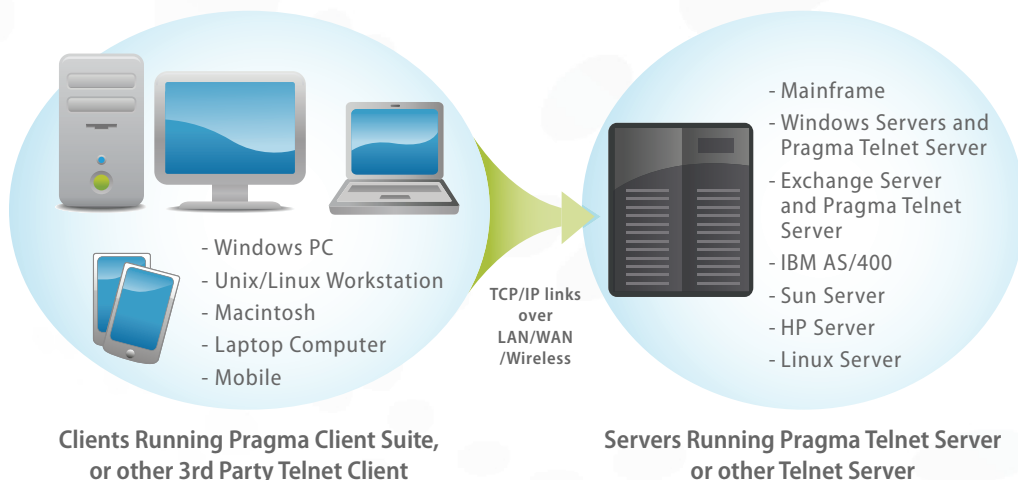 - Windows PC
- Unix/Linux Workstation
- Macintosh
- Laptop Computer
- Mobile
Clients Running Pragma Client Suite,
or other 3rd Party Telnet Client
TCP/IP links
over
LAN/WAN
/Wireless
- Mainframe
- Windows Servers and
Pragma Telnet Server
- Exchange Server
and Pragma Telnet
Server
- IBM AS/400
- Sun Server
- HP Server
- Linux Server
Servers Running Pragma Telnet Server
or other Telnet Server